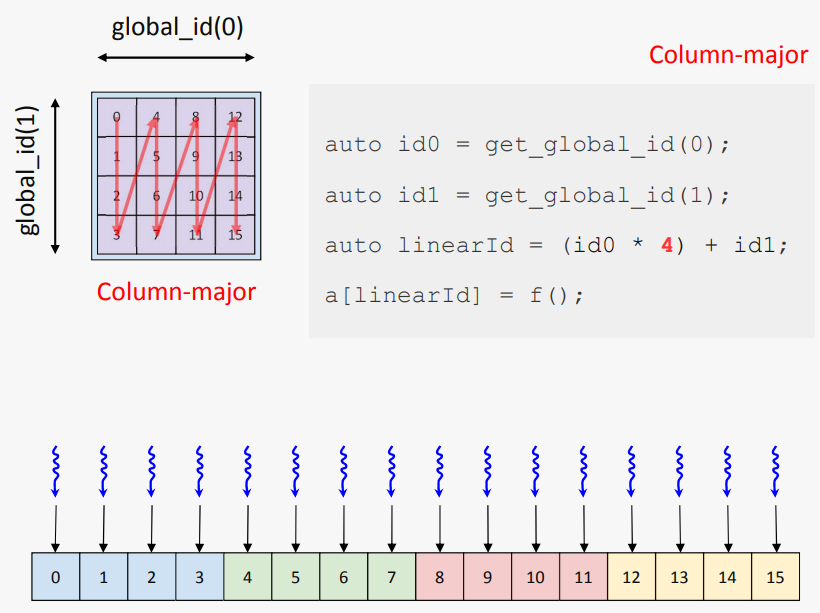 global_id(0)
Column-major
global_id(1)
0 4 8 12
1 5 9 13
2 6 10 14
3 7 11 15
Column-major
auto id0 = get_global_id(0);
auto id1 = get_global_id(1);
auto linearId = (id0 * 4) + id1;
a[linearId] = f();
0 1 2 3 4 5 6 7 8 9 10 11 12 13 14 15